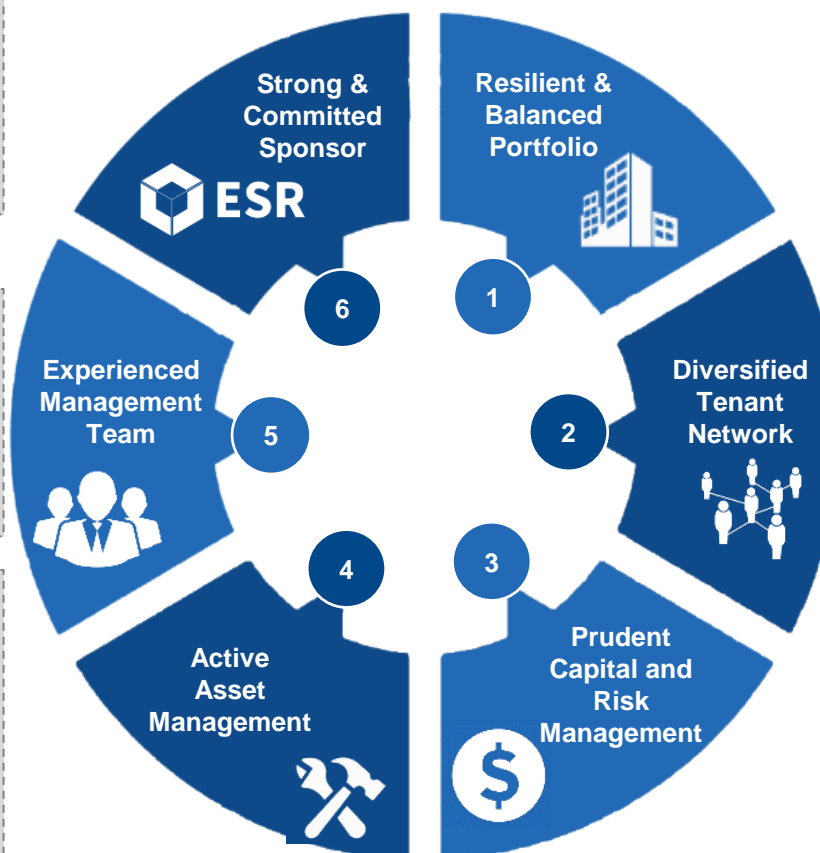 Strong &
Committed
Sponsor
ESR
6
Resilient &
Balanced
Portfolio
1
Diversified
Tenant
Network
2
Prudent
Capital and
Risk
Management
$
3
Active
Asset
Management
4
Experienced
Management
Team
5